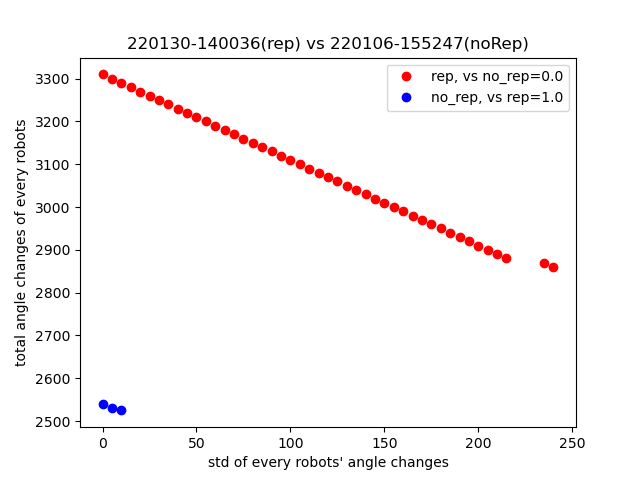 220130-140036(rep) vs 220106-155247(noRep)
rep, vs no_rep=0.0
no_rep, vs rep=1.0
total angle changes of every robots
3300
3200
3100
3000
2900
2800
2700
2600
2500
0 50 100 150 200 250
std of every robots' angle changes